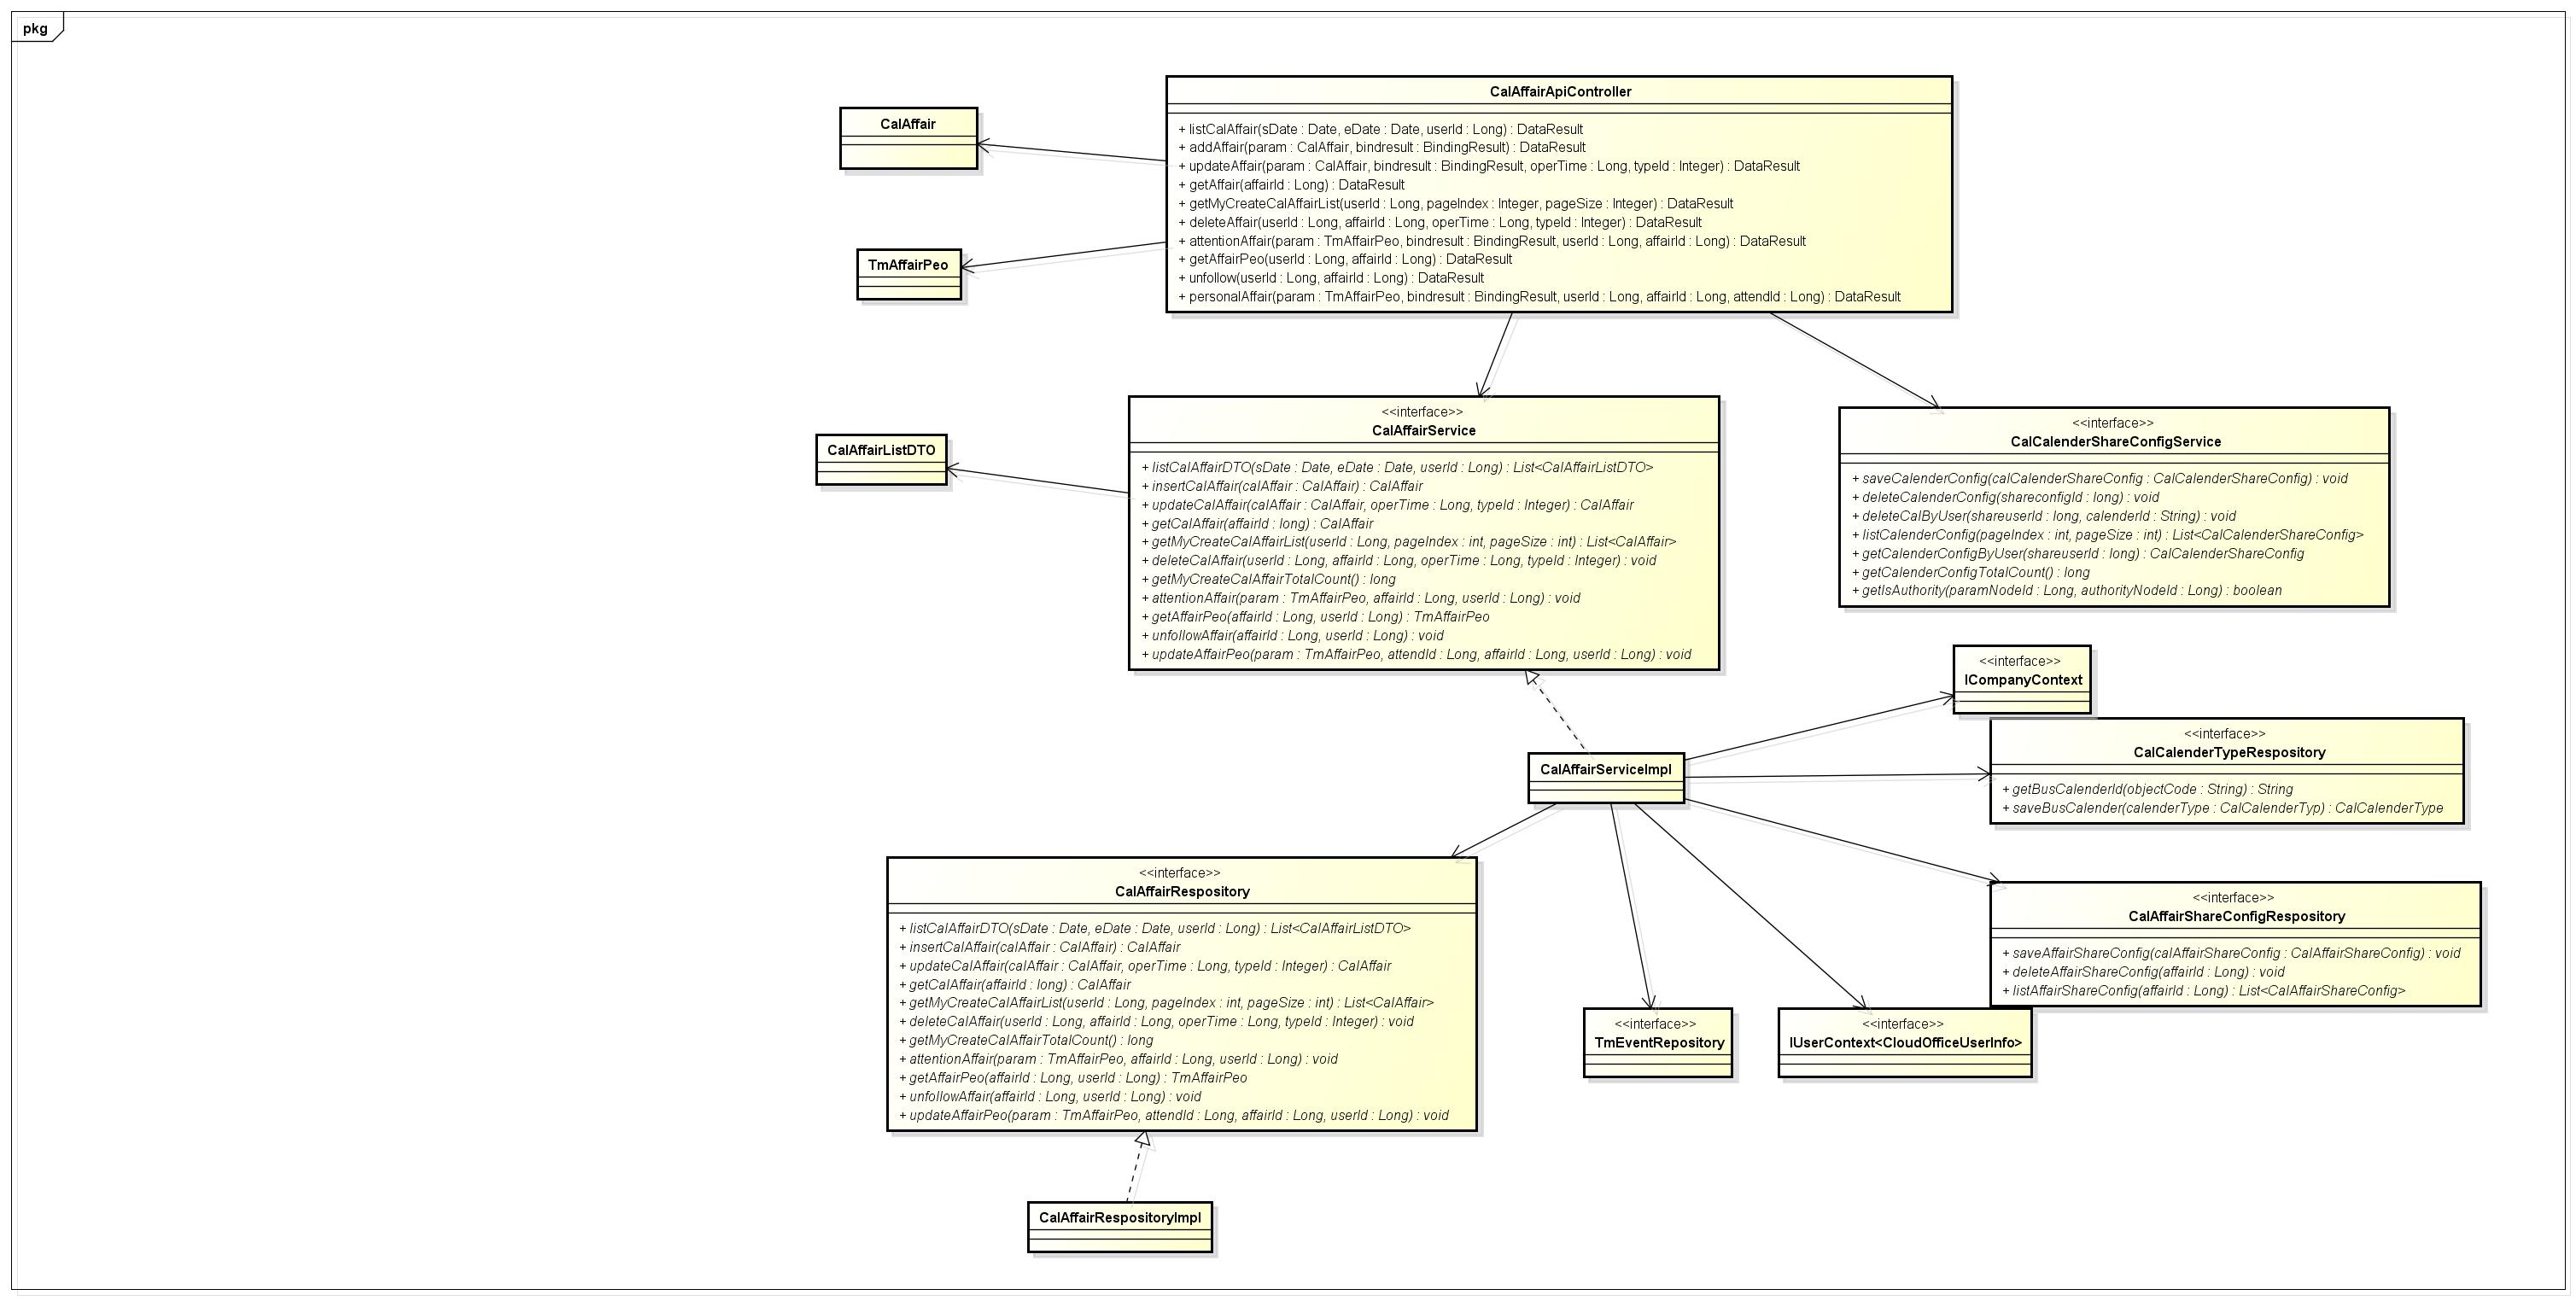 pkg
CalAffairApiController
+ listCalAffair(sDate : Date, eDate : Date, userId : Long) : DataResult
+ addAffair(param : CalAffair, bindresult : BindingResult) : DataResult
+ updateAffair(param : CalAffair, bindresult : BindingResult, operTime : Long, typeId : Integer) : DataResult
+ getAffair(affairId : Long) : DataResult
+ getMyCreateCalAffairList(userId : Long, pageIndex : Integer, pageSize : Integer) : DataResult
+ deleteAffair(userId : Long, affairId : Long, operTime : Long, typeId : Integer) : DataResult
+ attentionAffair(param : TmAffairPeo, bindresult : BindingResult, userId : Long, affairId : Long) : DataResult
+ getAffairPeo(userId : Long, affairId : Long) : DataResult
+ unfollow(userId : Long, affairId : Long) : DataResult
+ personalAffair(param : TmAffairPeo, bindresult : BindingResult, userId : Long, affairId : Long, attendId : Long) : DataResult
CalAffair
TmAffairPeo
<<interface>>
CalAffairService
+ listCalAffairDTO(sDate : Date, eDate : Date, userId : Long) : List<CalAffairListDTO>
+ insertCalAffair(calAffair : CalAffair) : CalAffair
+ updateCalAffair(calAffair : CalAffair, operTime : Long, typeId : Integer) : CalAffair
+ getCalAffair(affairId : long) : CalAffair
+ getMyCreateCalAffairList(userId : Long, pageIndex : int, pageSize : int) : List<CalAffair>
+ deleteCalAffair(userId : Long, affairId : Long, operTime : Long, typeId : Integer) : void
+ getMyCreateCalAffairTotalCount() : long
+ attentionAffair(param : TmAffairPeo, affairId : Long, userId : Long) : void
+ getAffairPeo(affairId : Long, userId : Long) : TmAffairPeo
+ unfollowAffair(affairId : Long, userId : Long) : void
+ updateAffairPeo(param : TmAffairPeo, attendId : Long, affairId : Long, userId : Long) : void
CalAffairListDTO
<<interface>>
CalCalenderShareConfigService
+ saveCalenderConfig(calCalenderShareConfig : CalCalenderShareConfig) : void
+ deleteCalenderConfig(shareconfigId : long) : void
+ deleteCalByUser(shareuserId : long, calenderId : String) : void
+ listCalenderConfig(pageIndex : int, pageSize : int) : List<CalCalenderShareConfig>
+ getCalenderConfigByUser(shareuserId : long) : CalCalenderShareConfig
+ getCalenderConfigTotalCount() : long
+ getIsAuthority(paramNodeId : Long, authorityNodeId : Long) : boolean
<<interface>>
ICompanyContext
<<interface>>
CalCalenderTypeRespository
+ getBusCalenderId(objectCode : String) : String
+ saveBusCalender(calenderType : CalCalenderTyp) : CalCalenderType
CalAffairServiceImpl
<<interface>>
CalAffairRespository
+ listCalAffairDTO(sDate : Date, eDate : Date, userId : Long) : List<CalAffairListDTO>
+ insertCalAffair(calAffair : CalAffair) : CalAffair
+ updateCalAffair(calAffair : CalAffair, operTime : Long, typeId : Integer) : CalAffair
+ getCalAffair(affairId : long) : CalAffair
+ getMyCreateCalAffairList(userId : Long, pageIndex : int, pageSize : int) : List<CalAffair>
+ deleteCalAffair(userId : Long, affairId : Long, operTime : Long, typeId : Integer) : void
+ getMyCreateCalAffairTotalCount() : long
+ attentionAffair(param : TmAffairPeo, affairId : Long, userId : Long) : void
+ getAffairPeo(affairId : Long, userId : Long) : TmAffairPeo
+ unfollowAffair(affairId : Long, userId : Long) : void
+ updateAffairPeo(param : TmAffairPeo, attendId : Long, affairId : Long, userId : Long) : void
<<interface>>
CalAffairShareConfigRespository
+ saveAffairShareConfig(calAffairShareConfig : CalAffairShareConfig) : void
+ deleteAffairShareConfig(affairId : Long) : void
+ listAffairShareConfig(affairId : Long) : List<CalAffairShareConfig>
<<interface>>
TmEventRepository
<<interface>>
IUserContext<CloudOfficeUserInfo>
CalAffairRespositoryImpl